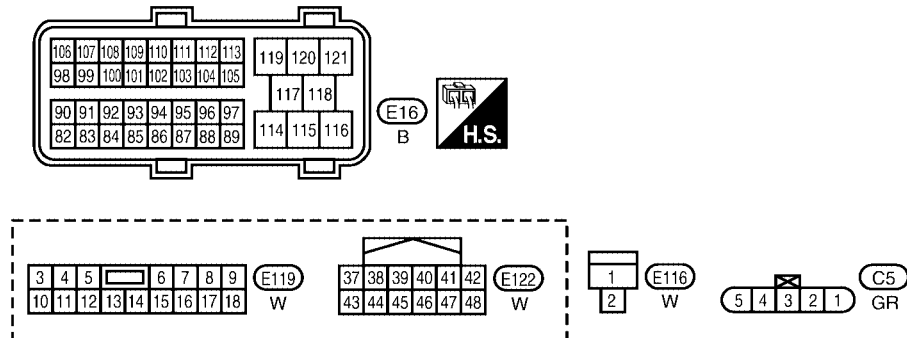 106 107 108 109 110 111 112 113 119 120 121
98 99 100 101 102 103 104 105
117 118
90 91 92 93 94 95 96 97 E16
82 83 84 85 86 87 88 89 114 115 116 B H.S.
3 4 5 6 7 8 9 E119 37 38 39 40 41 42 E122 1 E116 C5
10 11 12 13 14 15 16 17 18 W 43 44 45 46 47 48 W 2 W 5 4 3 2 1 GR